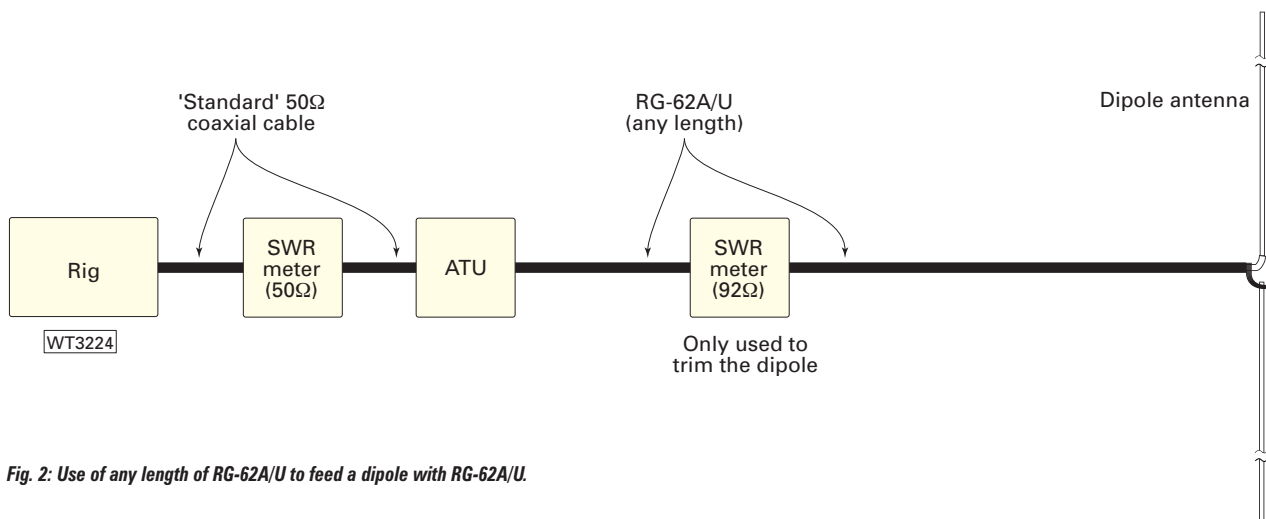 'Standard' 50Ω
coaxial cable
RG-62A/U
(any length)
Dipole antenna
Rig
SWR
meter
(50Ω)
ATU
SWR
meter
(92Ω)
WT3224
Only used to
trim the dipole
Fig. 2: Use of any length of RG-62A/U to feed a dipole with RG-62A/U.